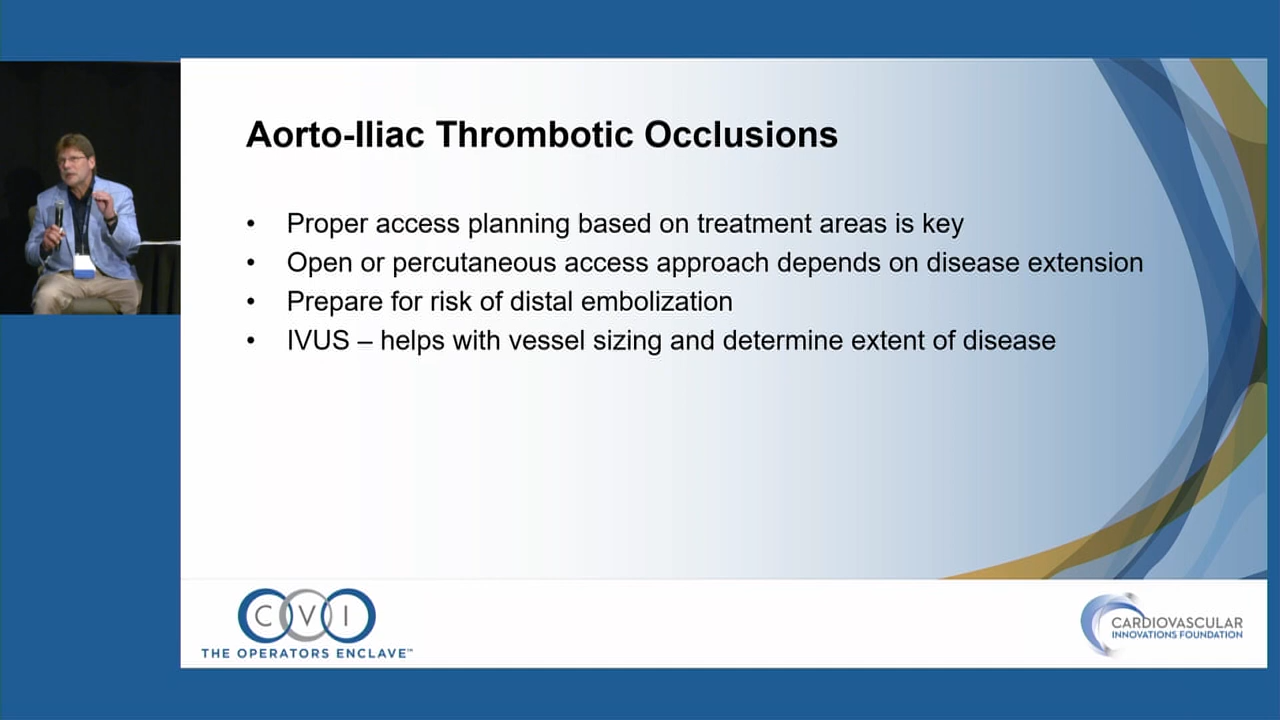 Aorto-Iliac Thrombotic Occlusions
• Proper access planning based on treatment areas is key
• Open or percutaneous access approach depends on disease extension
• Prepare for risk of distal embolization
• IVUS – helps with vessel sizing and determine extent of disease
CVI
THE OPERATORS ENCLAVE™
CARDIOVASCULAR
INNOVATIONS FOUNDATION